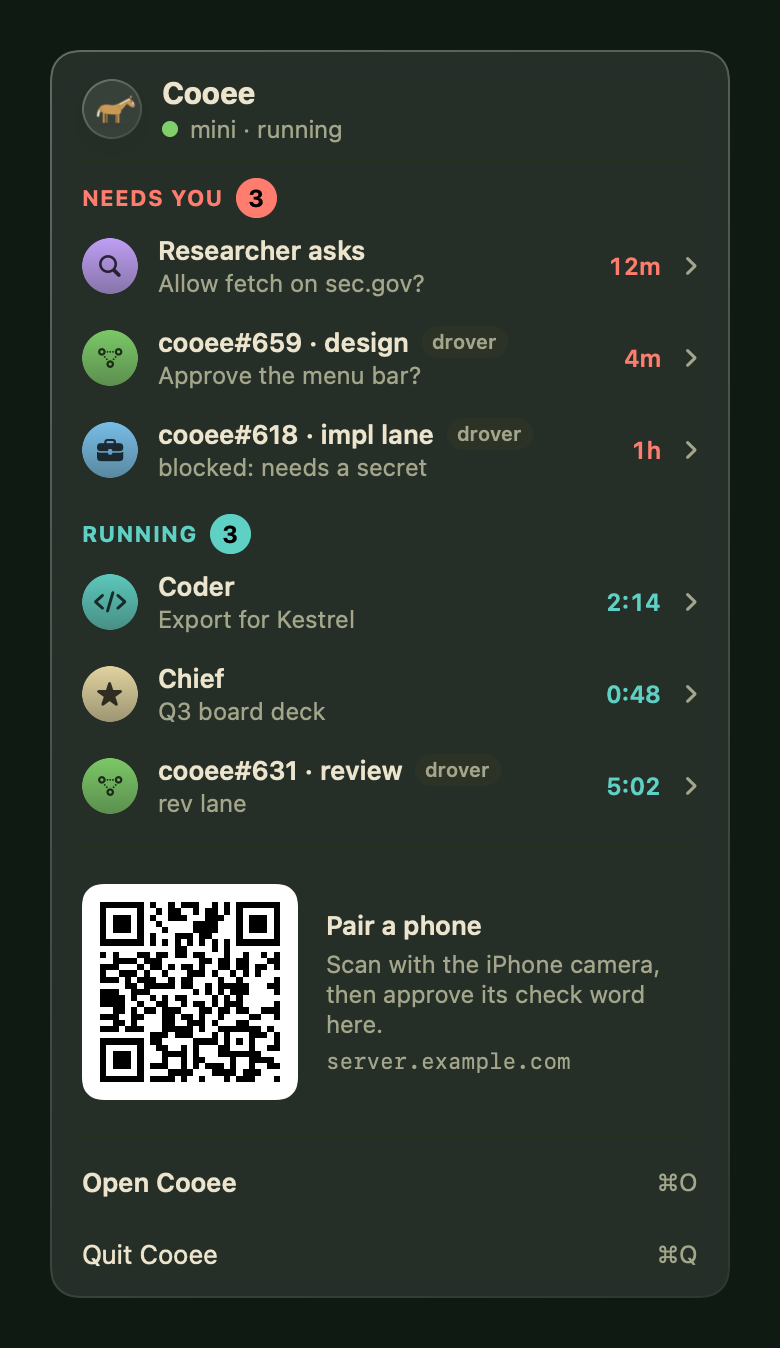 Cooee
mini · running
NEEDS YOU 3
Researcher asks
Allow fetch on sec.gov?
12m
cooee#659 · design drover
Approve the menu bar?
4m
cooee#618 · impl lane drover
blocked: needs a secret
1h
RUNNING 3
Coder
Export for Kestrel
2:14
Chief
Q3 board deck
0:48
cooee#631 · review drover
rev lane
5:02
Pair a phone
Scan with the iPhone camera,
then approve its check word
here.
server.example.com
Open Cooee ⌘O
Quit Cooee ⌘Q